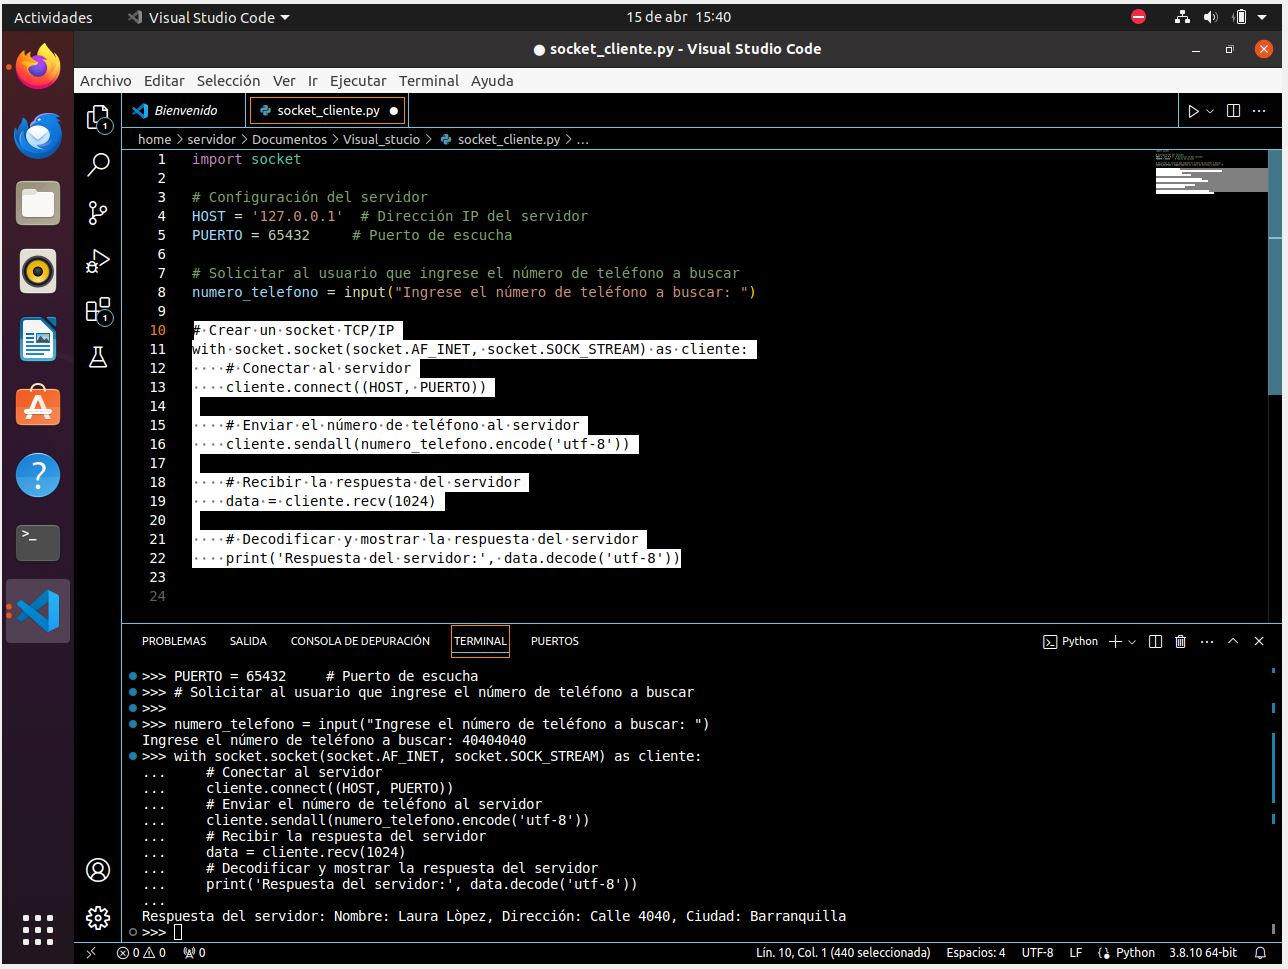 Actividades Visual Studio Code 15 de abr 15:40
socket_cliente.py - Visual Studio Code
Archivo Editar Selección Ver Ir Ejecutar Terminal Ayuda
Bienvenido socket_cliente.py
home > servidor > Documentos > Visual_stucio > socket_cliente.py > ...
1 import socket
2
3 # Configuración del servidor
4 HOST = '127.0.0.1'  # Dirección IP del servidor
5 PUERTO = 65432     # Puerto de escucha
6
7 # Solicitar al usuario que ingrese el número de teléfono a buscar
8 numero_telefono = input("Ingrese el número de teléfono a buscar: ")
9
10 # Crear un socket TCP/IP
11 with socket.socket(socket.AF_INET, socket.SOCK_STREAM) as cliente:
12     # Conectar al servidor
13     cliente.connect((HOST, PUERTO))
14
15     # Enviar el número de teléfono al servidor
16     cliente.sendall(numero_telefono.encode('utf-8'))
17
18     # Recibir la respuesta del servidor
19     data = cliente.recv(1024)
20
21     # Decodificar y mostrar la respuesta del servidor
22     print('Respuesta del servidor:', data.decode('utf-8'))
23
24
PROBLEMAS SALIDA CONSOLA DE DEPURACIÓN TERMINAL PUERTOS Python
>>> PUERTO = 65432     # Puerto de escucha
>>> # Solicitar al usuario que ingrese el número de teléfono a buscar
>>>
>>> numero_telefono = input("Ingrese el número de teléfono a buscar: ")
Ingrese el número de teléfono a buscar: 40404040
>>> with socket.socket(socket.AF_INET, socket.SOCK_STREAM) as cliente:
...     # Conectar al servidor
...     cliente.connect((HOST, PUERTO))
...     # Enviar el número de teléfono al servidor
...     cliente.sendall(numero_telefono.encode('utf-8'))
...     # Recibir la respuesta del servidor
...     data = cliente.recv(1024)
...     # Decodificar y mostrar la respuesta del servidor
...     print('Respuesta del servidor:', data.decode('utf-8'))
...
Respuesta del servidor: Nombre: Laura Lòpez, Dirección: Calle 4040, Ciudad: Barranquilla
>>>
0 0 0 Lín. 10, Col. 1 (440 seleccionada) Espacios: 4 UTF-8 LF Python 3.8.10 64-bit